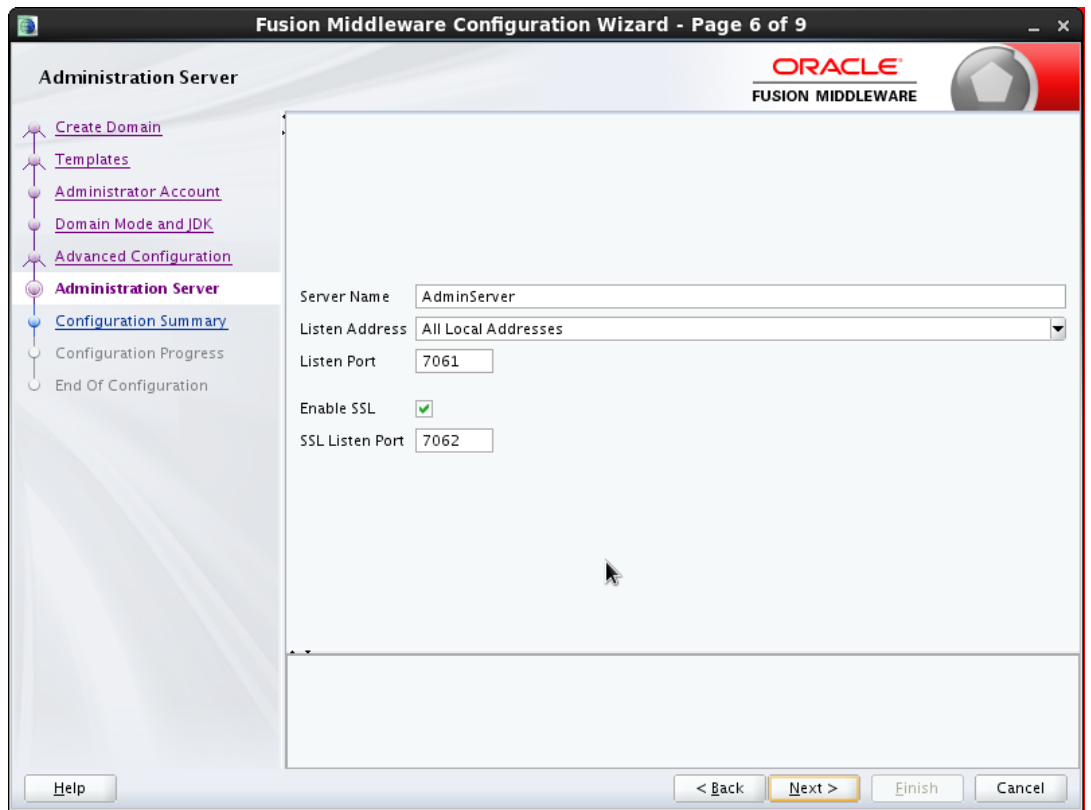 Fusion Middleware Configuration Wizard - Page 6 of 9
Administration Server
ORACLE
FUSION MIDDLEWARE
Create Domain
Templates
Administrator Account
Domain Mode and JDK
Advanced Configuration
Administration Server
Configuration Summary
Configuration Progress
End Of Configuration
Server Name AdminServer
Listen Address All Local Addresses
Listen Port 7061
Enable SSL
SSL Listen Port 7062
Help < Back Next > Finish Cancel